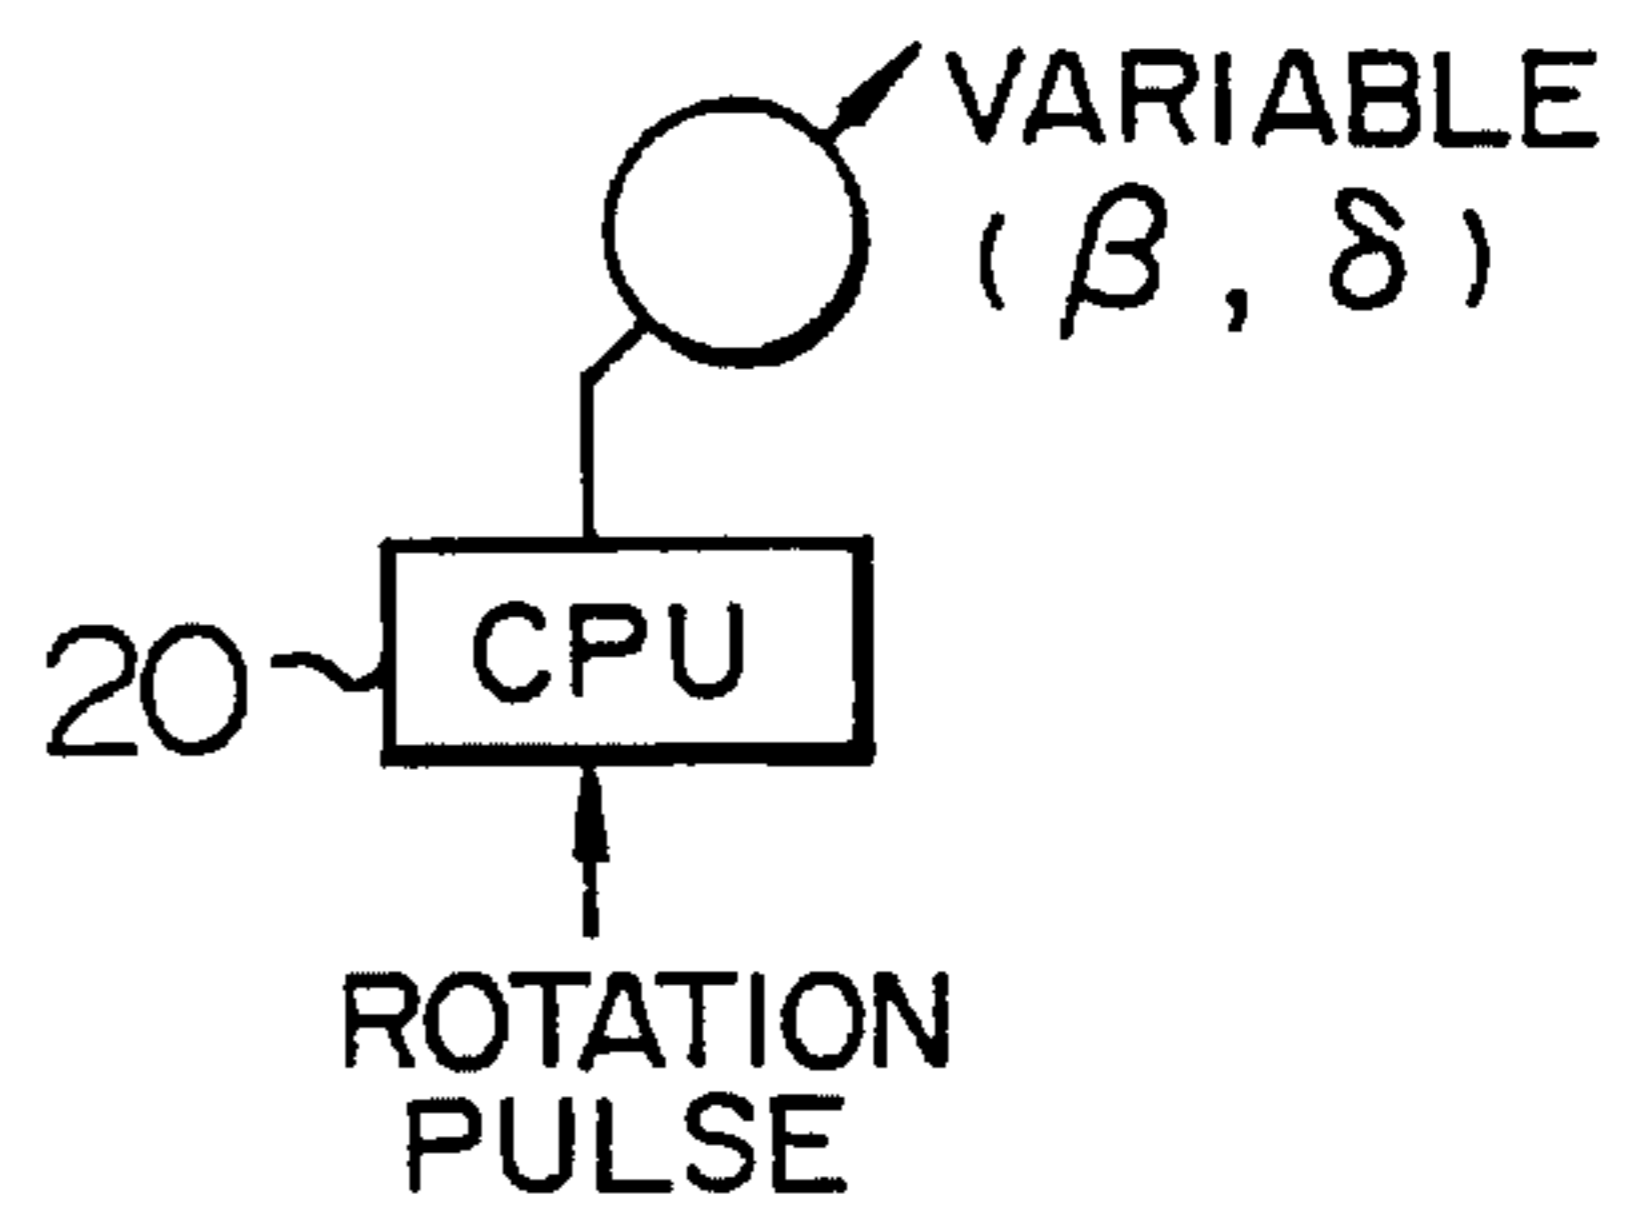 VARIABLE
(β, δ)
CPU
20
ROTATION
PULSE